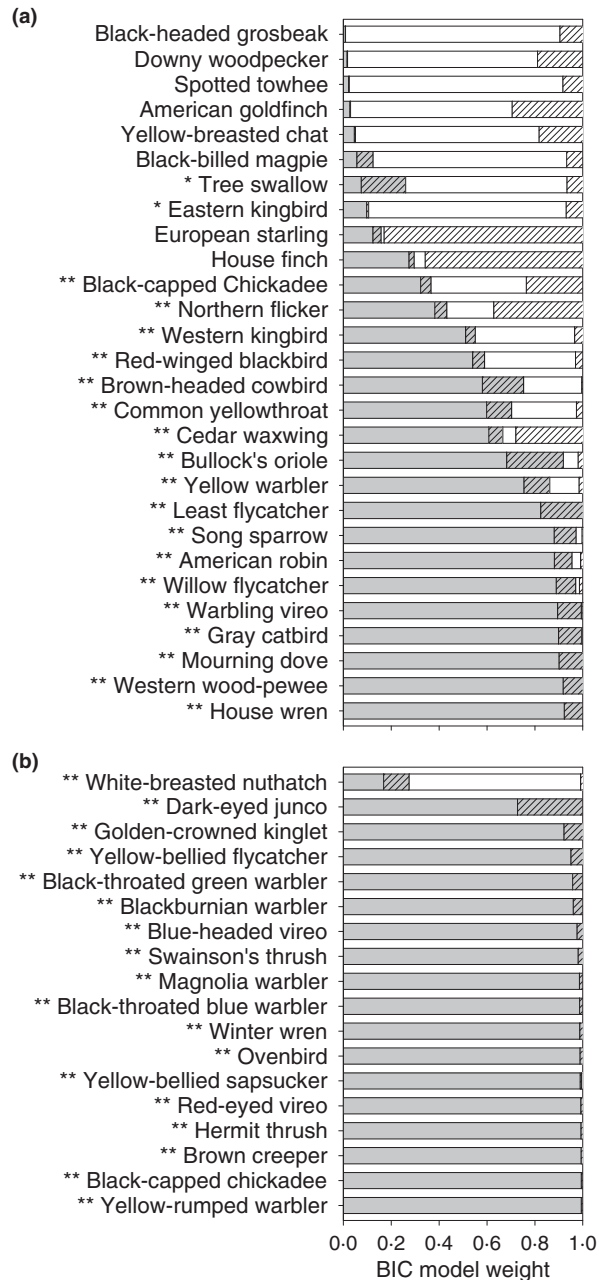 (a)
Black-headed grosbeak
Downy woodpecker
Spotted towhee
American goldfinch
Yellow-breasted chat
Black-billed magpie
* Tree swallow
* Eastern kingbird
European starling
House finch
** Black-capped Chickadee
** Northern flicker
** Western kingbird
** Red-winged blackbird
** Brown-headed cowbird
** Common yellowthroat
** Cedar waxwing
** Bullock's oriole
** Yellow warbler
** Least flycatcher
** Song sparrow
** American robin
** Willow flycatcher
** Warbling vireo
** Gray catbird
** Mourning dove
** Western wood-pewee
** House wren
(b)
** White-breasted nuthatch
** Dark-eyed junco
** Golden-crowned kinglet
** Yellow-bellied flycatcher
** Black-throated green warbler
** Blackburnian warbler
** Blue-headed vireo
** Swainson's thrush
** Magnolia warbler
** Black-throated blue warbler
** Winter wren
** Ovenbird
** Yellow-bellied sapsucker
** Red-eyed vireo
** Hermit thrush
** Brown creeper
** Black-capped chickadee
** Yellow-rumped warbler
0·0 0·2 0·4 0·6 0·8 1·0
BIC model weight